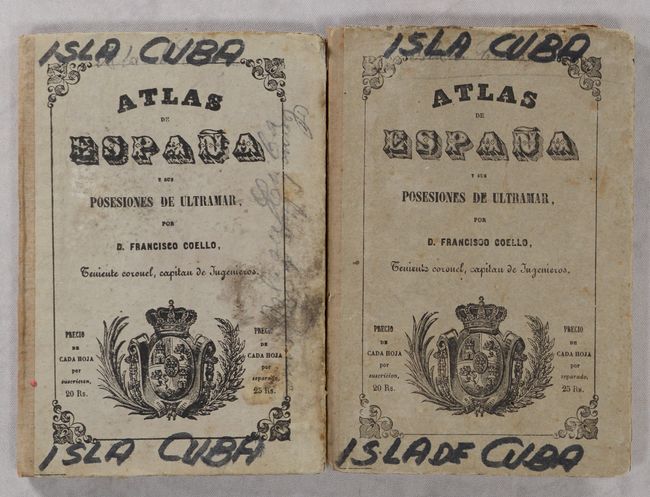 ISLA CUBA
ATLAS
DE
ESPAÑA
Y SUS
POSESIONES DE ULTRAMAR,
POR
D. FRANCISCO COELLO,
Teniente coronel, capitan de Ingenieros.
PRECIO
DE
CADA HOJA
por
suscricion,
20 Rs.
PRECIO
DE
CADA HOJA
por
separado,
25 Rs.
ISLA CUBA
ISLA CUBA
ATLAS
DE
ESPAÑA
Y SUS
POSESIONES DE ULTRAMAR,
POR
D. FRANCISCO COELLO,
Teniente coronel, capitan de Ingenieros.
PRECIO
DE
CADA HOJA
por
suscricion,
20 Rs.
PRECIO
DE
CADA HOJA
por
separado,
25 Rs.
ISLA DE CUBA